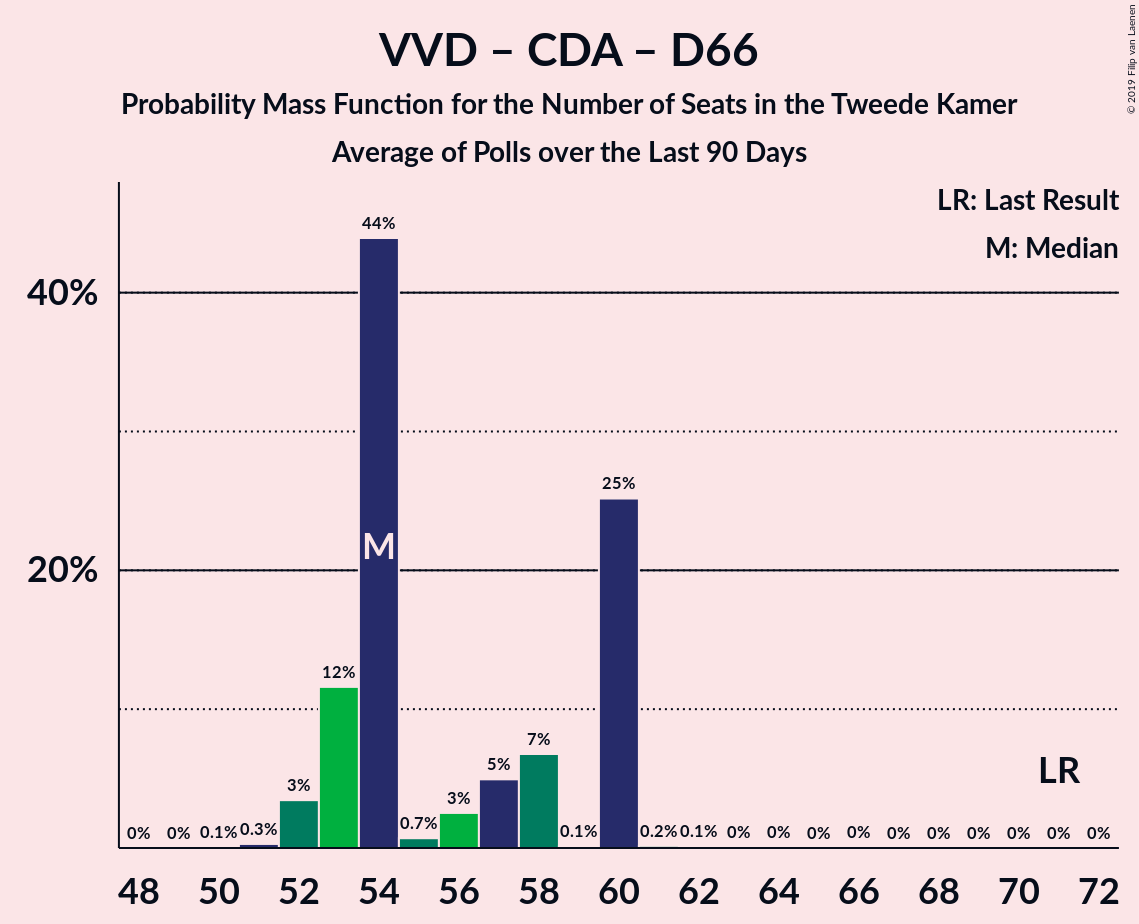 VVD – CDA – D66
Probability Mass Function for the Number of Seats in the Tweede Kamer
Average of Polls over the Last 90 Days
© 2019 Filip van Laenen
LR: Last Result
M: Median
40%
20%
0% 0% 0.1% 0.3% 3% 12% 44% 0.7% 3% 5% 7% 0.1% 25% 0.2% 0.1% 0% 0% 0% 0% 0% 0% 0% 0% 0% 0%
M
LR
48 50 52 54 56 58 60 62 64 66 68 70 72